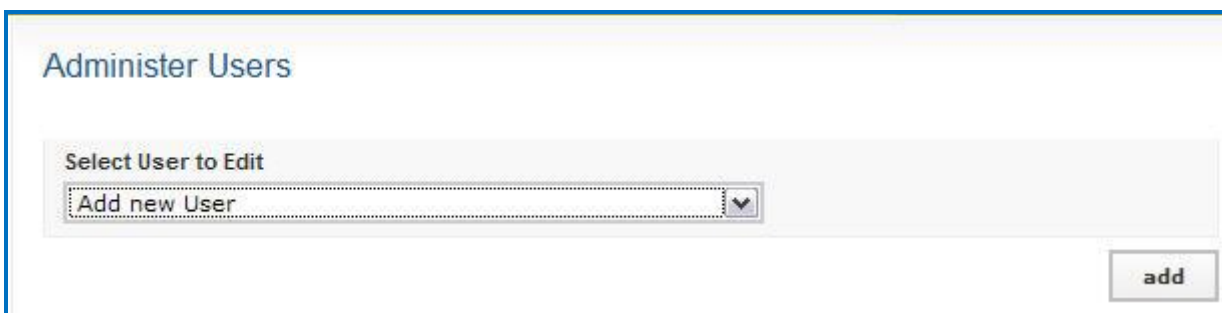 Administer Users
Select User to Edit
Add new User
add